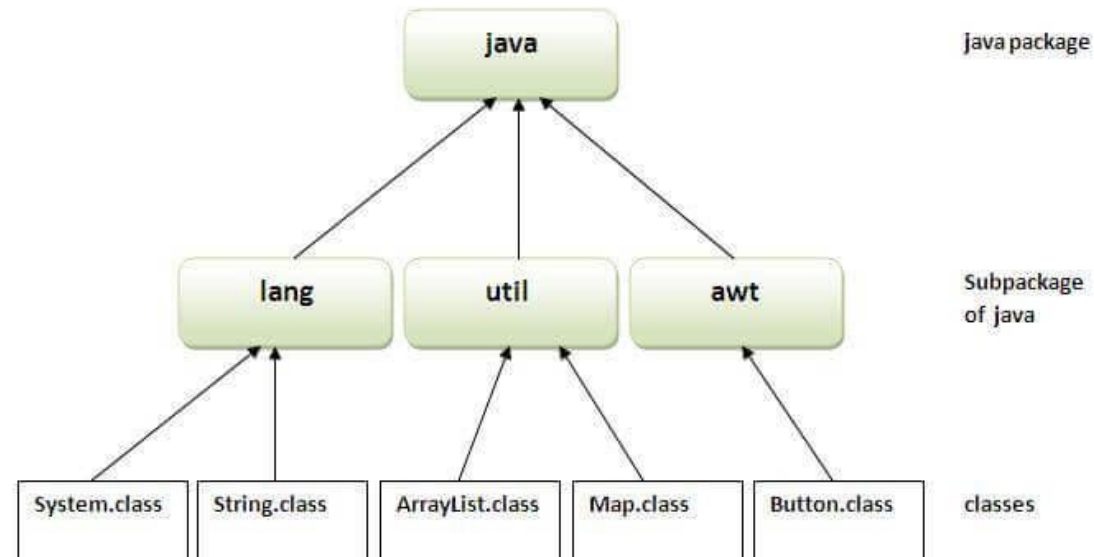 java
java package
lang
util
awt
Subpackage
of java
System.class
String.class
ArrayList.class
Map.class
Button.class
classes